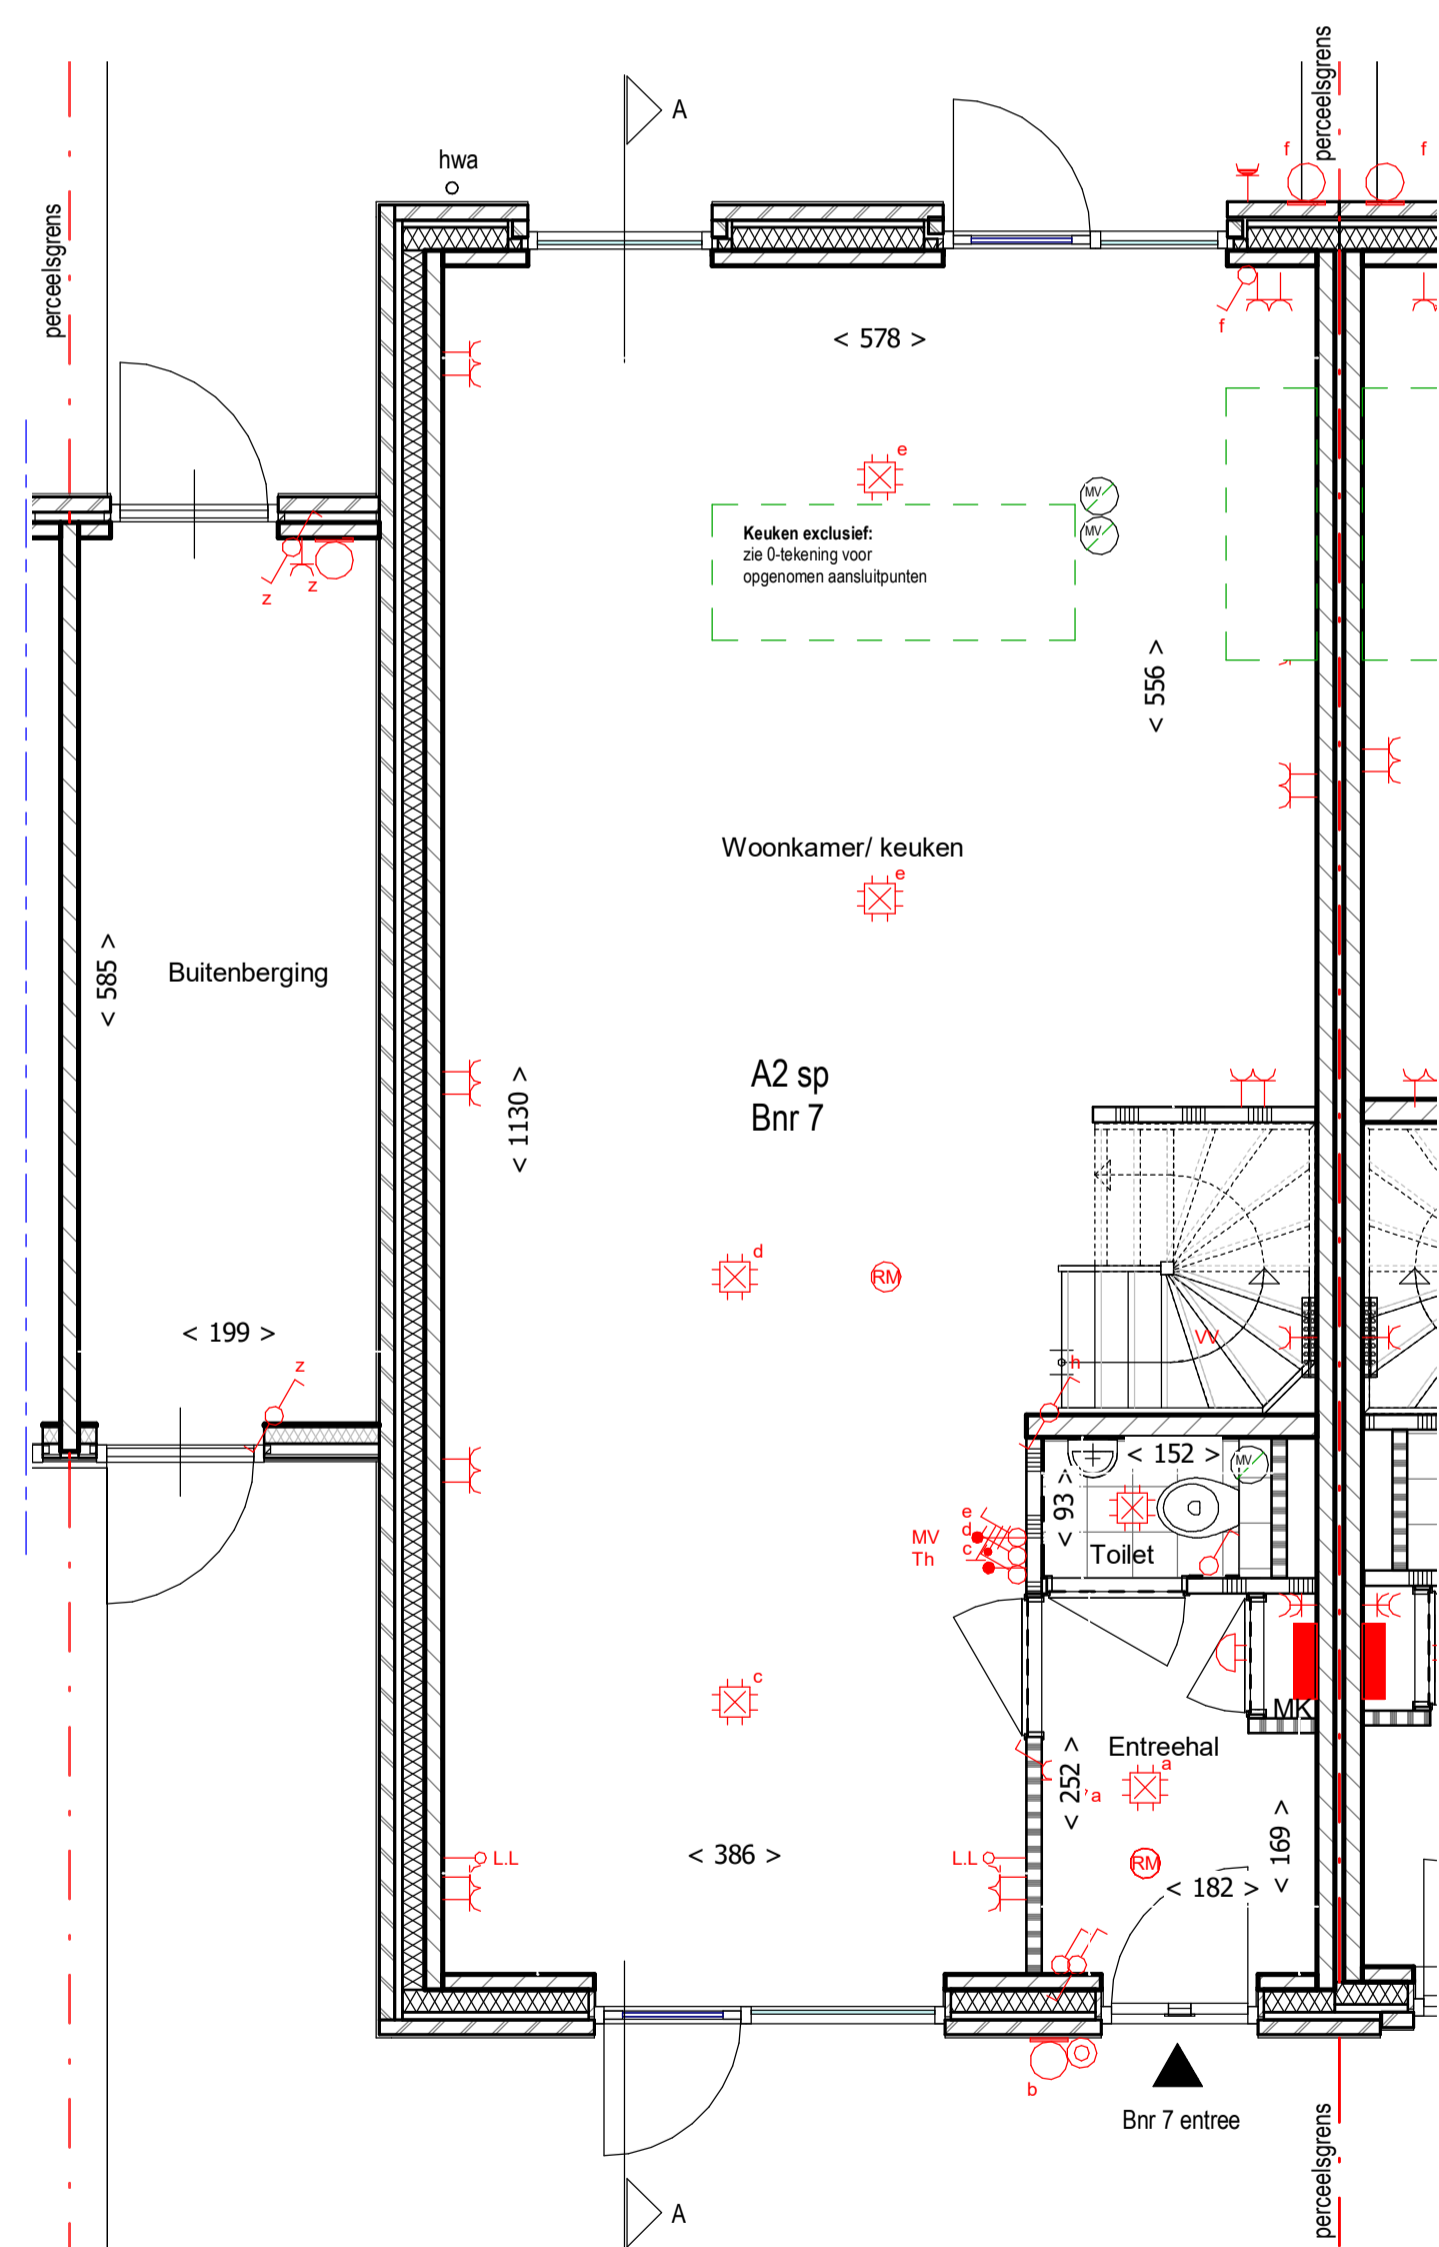 perceelsgrens
A
hwa
perceelsgrens
f
f
f
< 578 >
e
MV
MV
Keuken exclusief:
zie 0-tekening voor
opgenomen aansluitpunten
z
z
< 556 >
Woonkamer/ keuken
e
Buitenberging
< 585 >
A2 sp
Bnr 7
< 1130 >
d
RM
< 199 >
z
VV
h
< 152 >
MV
< 93 >
e
d
c
MV
Th
Toilet
c
MK
Entreehal
a
a
< 252 >
RM
< 169 >
< 386 >
L.L
L.L
< 182 >
b
Bnr 7 entree
perceelsgrens
A